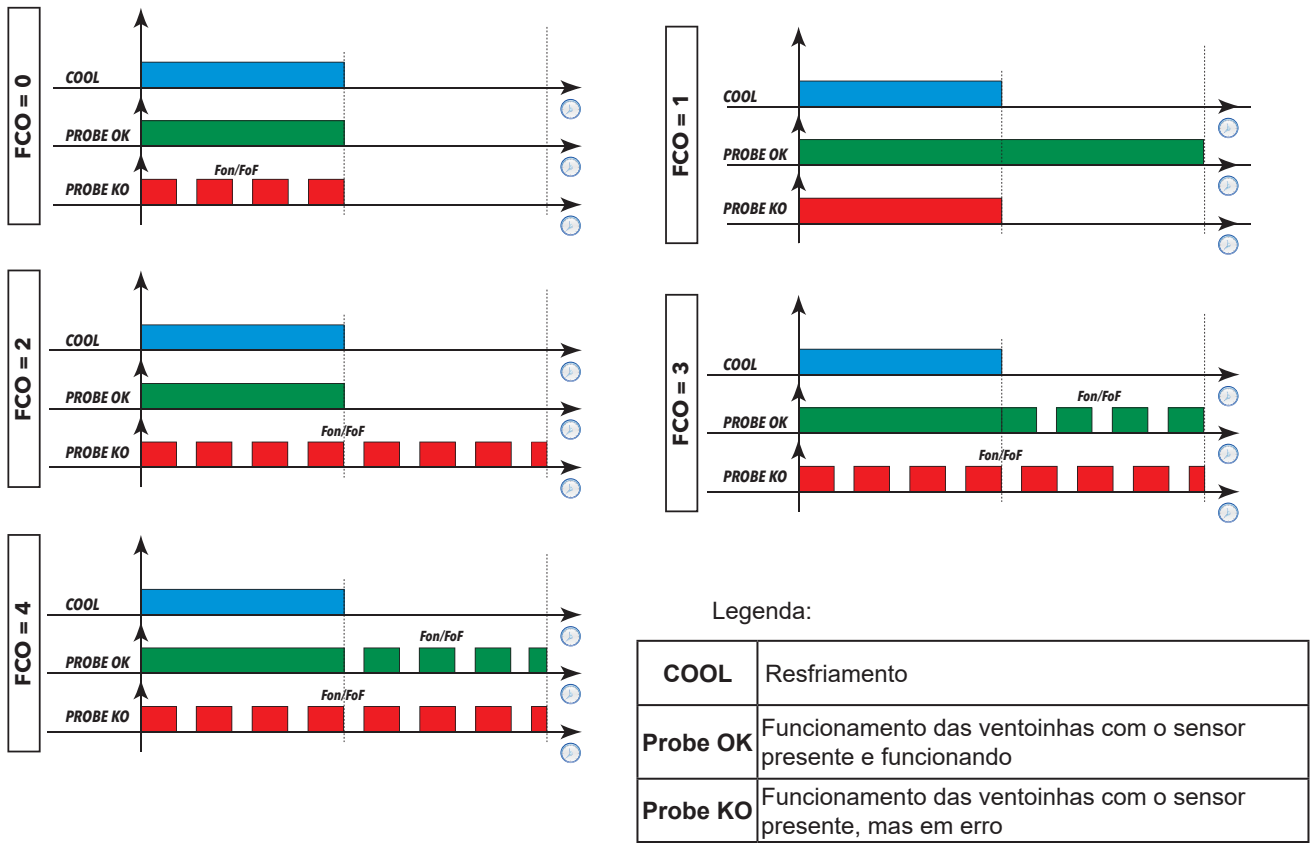 FCO = 0
COOL
PROBE OK
Fon/FoF
PROBE KO
FCO = 1
COOL
PROBE OK
PROBE KO
FCO = 2
COOL
PROBE OK
Fon/FoF
PROBE KO
FCO = 3
COOL
Fon/FoF
PROBE OK
Fon/FoF
PROBE KO
FCO = 4
COOL
Fon/FoF
PROBE OK
Fon/FoF
PROBE KO
Legenda:
COOL Resfriamento
Probe OK Funcionamento das ventoinhas com o sensor
presente e funcionando
Probe KO Funcionamento das ventoinhas com o sensor
presente, mas em erro